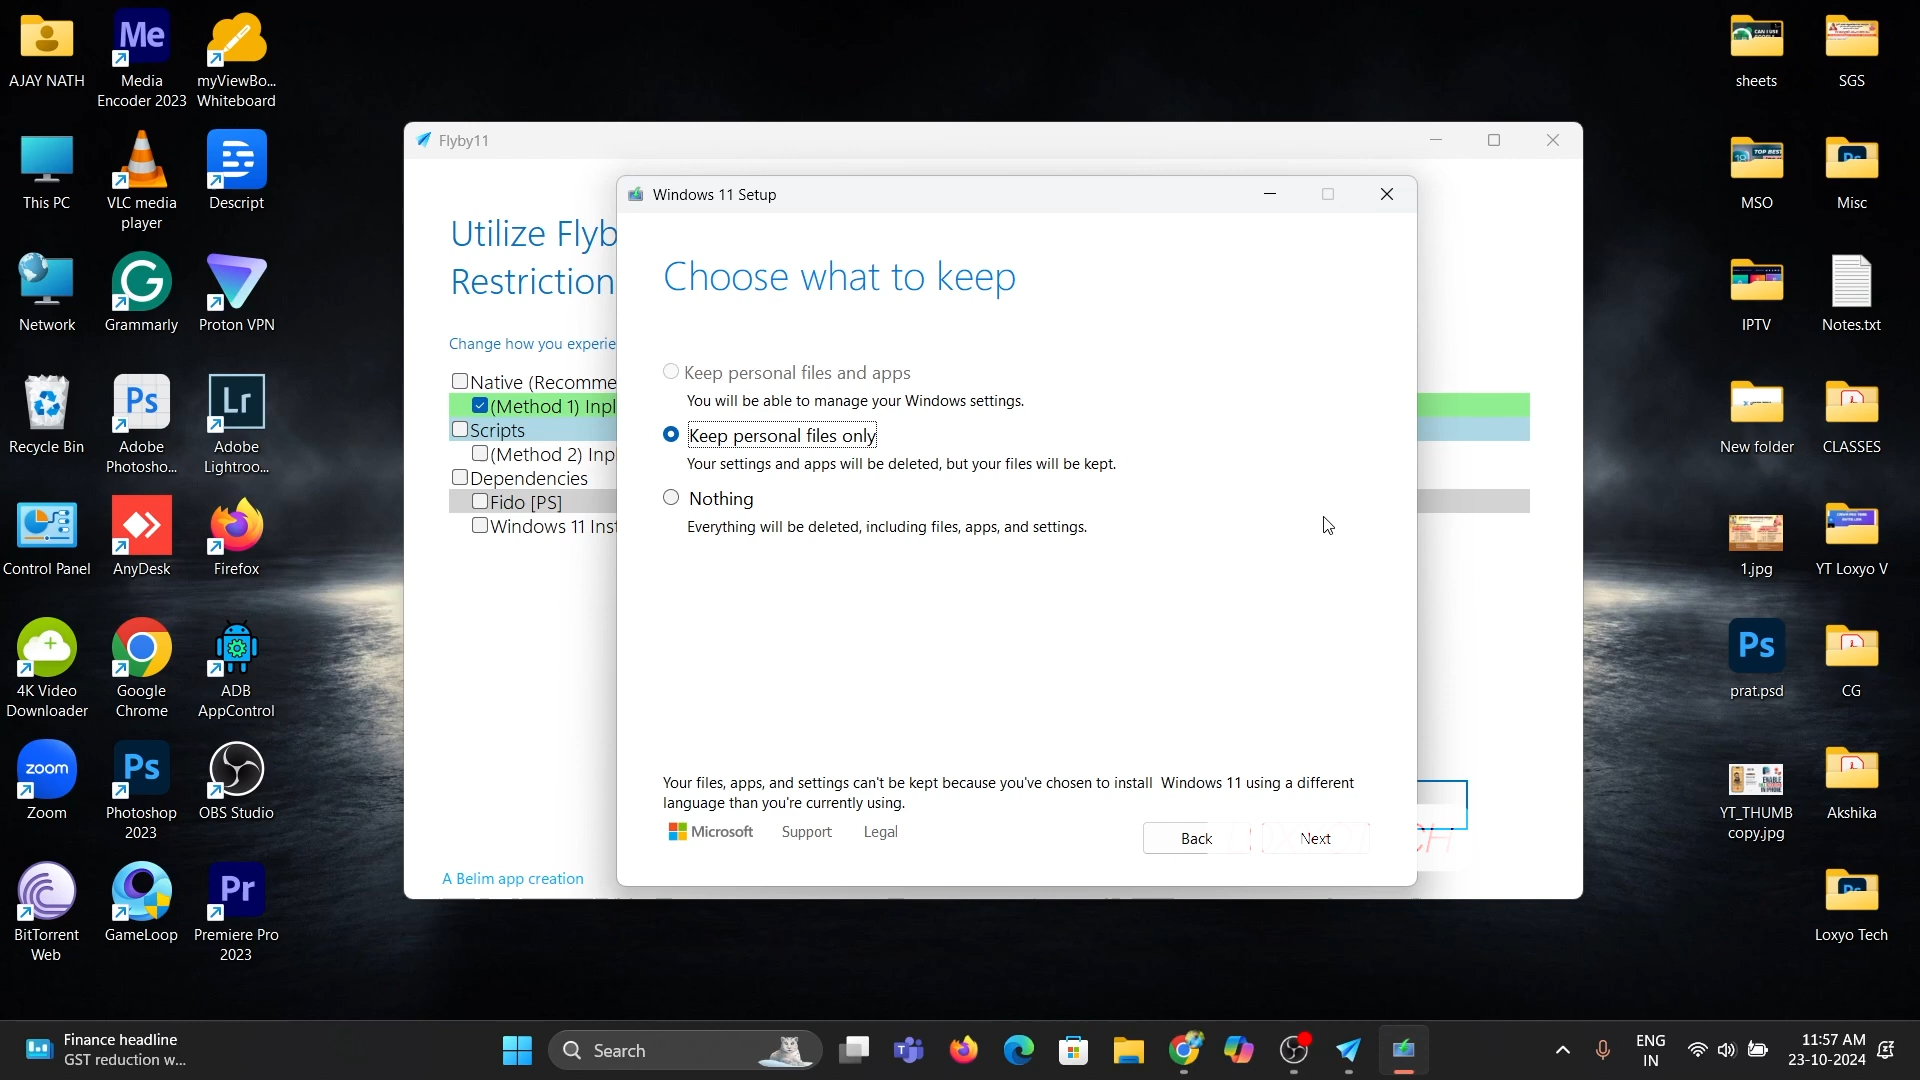 AJAY NATH
Media
Encoder 2023
myViewBo...
Whiteboard
This PC
VLC media
player
Descript
Network
Grammarly
Proton VPN
Recycle Bin
Adobe
Photosho...
Adobe
Lightroo...
Control Panel
AnyDesk
Firefox
4K Video
Downloader
Google
Chrome
ADB
AppControl
Zoom
Photoshop
2023
OBS Studio
BitTorrent
Web
GameLoop
Premiere Pro
2023
sheets
SGS
MSO
Misc
IPTV
Notes.txt
New folder
CLASSES
1.jpg
YT Loxyo V
prat.psd
CG
YT_THUMB
copy.jpg
Akshika
Loxyo Tech
Flyby11
Utilize Flyb
Restriction
Change how you experie
Native (Recomme
(Method 1) Inpl
Scripts
(Method 2) Inpl
Dependencies
Fido [PS]
Windows 11 Inst
A Belim app creation
Windows 11 Setup
Choose what to keep
Keep personal files and apps
You will be able to manage your Windows settings.
Keep personal files only
Your settings and apps will be deleted, but your files will be kept.
Nothing
Everything will be deleted, including files, apps, and settings.
Your files, apps, and settings can't be kept because you've chosen to install Windows 11 using a different
language than you're currently using.
Microsoft Support Legal
Back Next
Finance headline
GST reduction w...
Search
ENG
IN
11:57 AM
23-10-2024